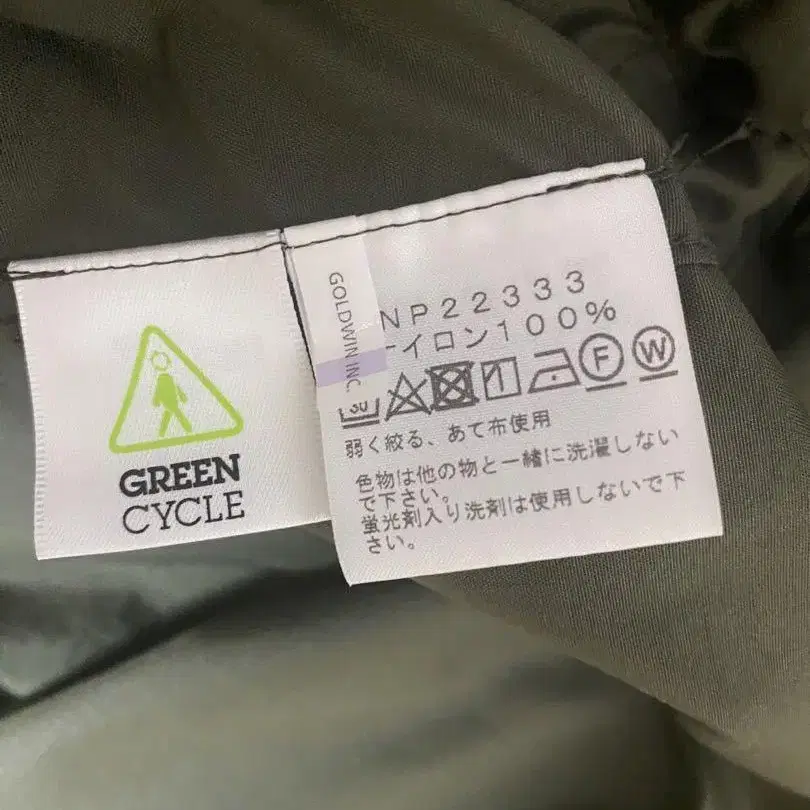 GREEN
CYCLE
GOLDWIN INC.
NP22333
ナイロン100%
30
F
W
弱く絞る、あて布使用
色物は他の物と一緒に洗濯しない
で下さい。
蛍光剤入り洗剤は使用しないで下
さい。